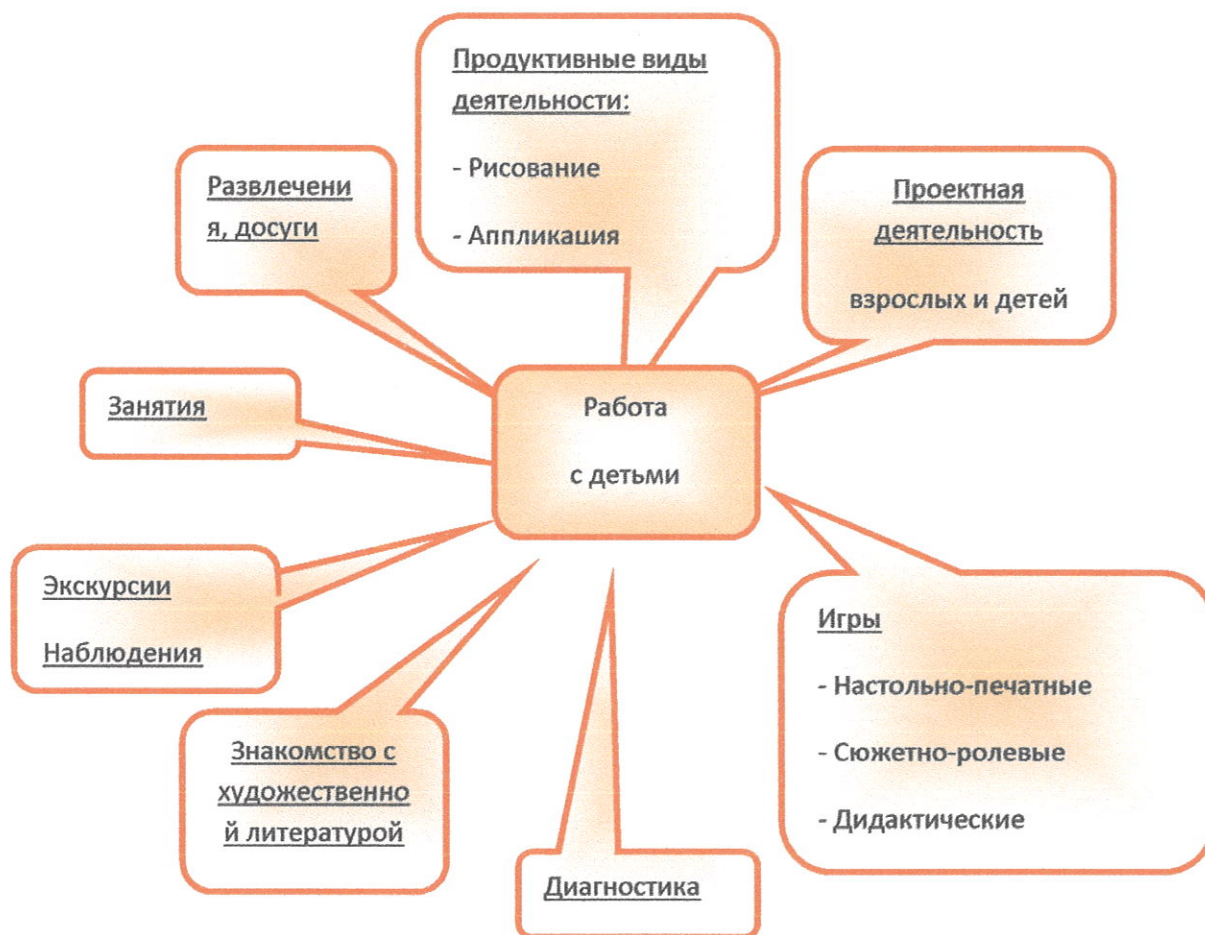 Продуктивные виды
деятельности:
- Рисование
- Аппликация
Развлечени
я, досуги
Проектная
деятельность
взрослых и детей
Занятия
Работа
с детьми
Экскурсии
Наблюдения
Игры
- Настольно-печатные
- Сюжетно-ролевые
- Дидактические
Знакомство с
художественно
й литературой
Диагностика